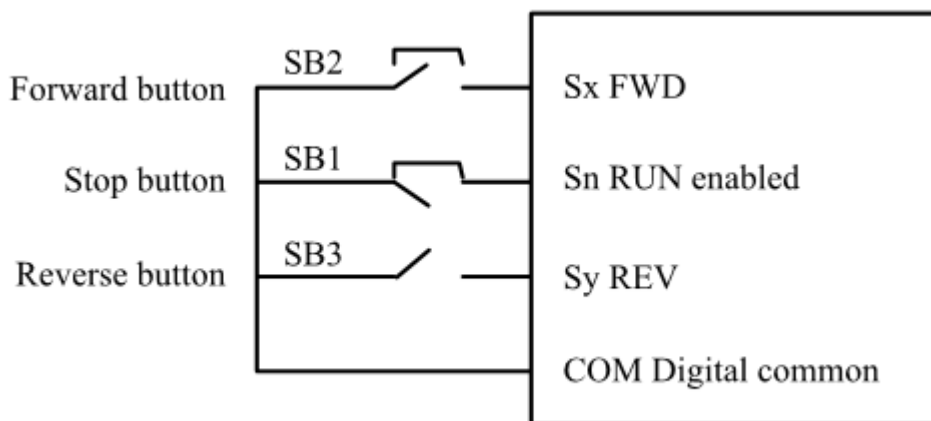 SB2
Forward button
Sx FWD
SB1
Stop button
Sn RUN enabled
SB3
Reverse button
Sy REV
COM Digital common